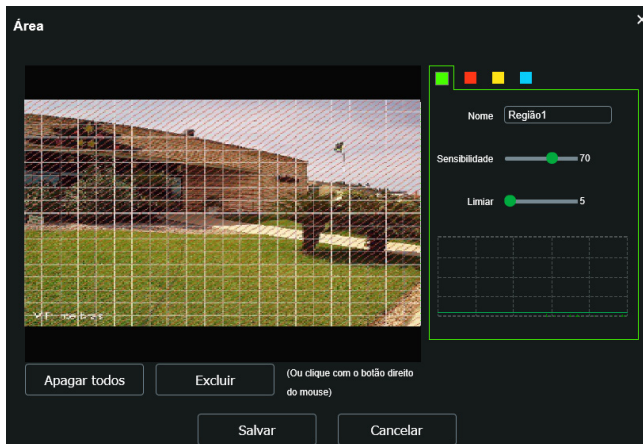 Área
Nome
Região1
Sensibilidade
70
Limiar
5
Apagar todos
Excluir
(Ou clique com o botão direito
do mouse)
Salvar
Cancelar